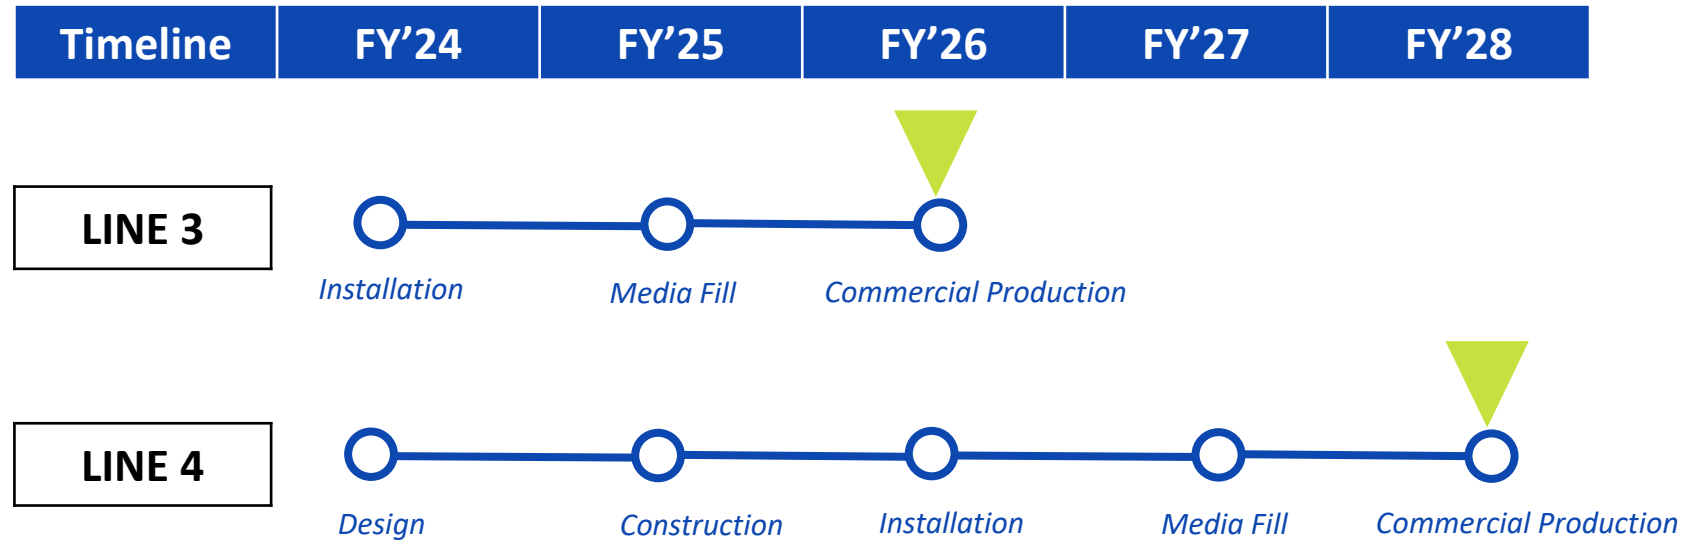 Timeline FY’24 FY’25 FY’26 FY’27 FY’28
LINE 3
Installation Media Fill Commercial Production
LINE 4
Design Construction Installation Media Fill Commercial Production